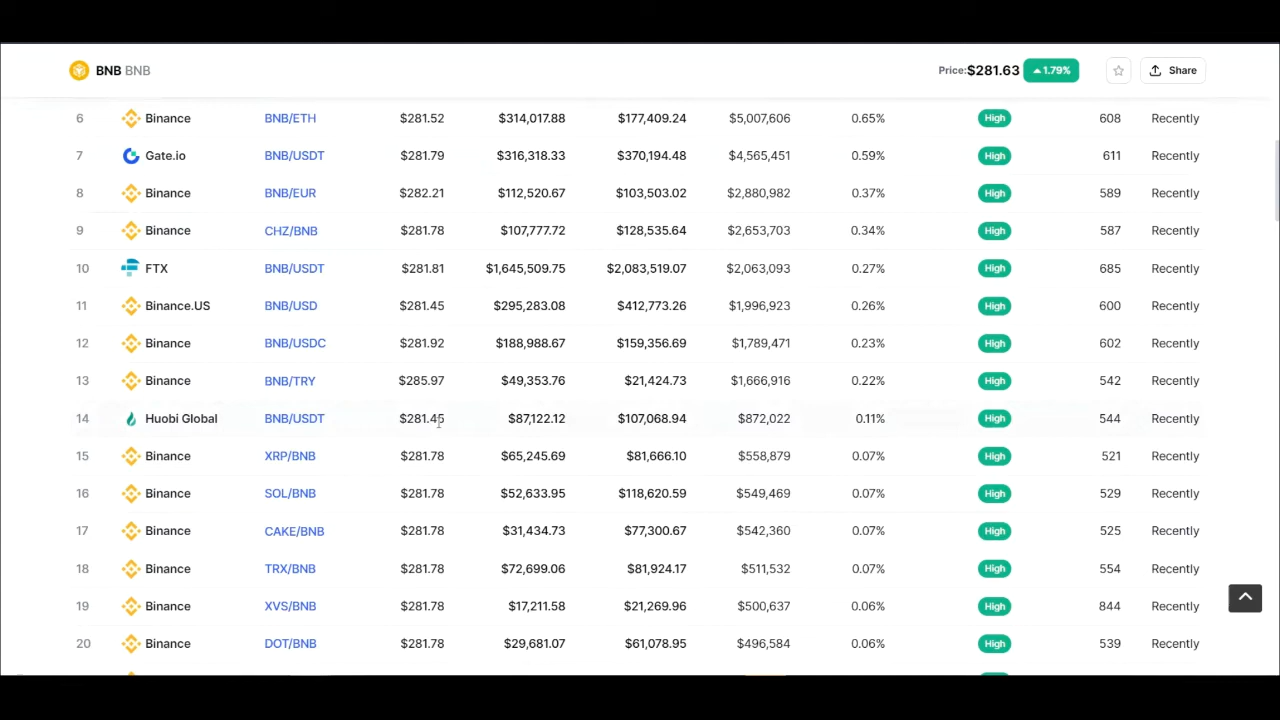 BNB BNB Price:$281.63 1.79% Share
6 Binance BNB/ETH $281.52 $314,017.88 $177,409.24 $5,007,606 0.65% High 608 Recently
7 Gate.io BNB/USDT $281.79 $316,318.33 $370,194.48 $4,565,451 0.59% High 611 Recently
8 Binance BNB/EUR $282.21 $112,520.67 $103,503.02 $2,880,982 0.37% High 589 Recently
9 Binance CHZ/BNB $281.78 $107,777.72 $128,535.64 $2,653,703 0.34% High 587 Recently
10 FTX BNB/USDT $281.81 $1,645,509.75 $2,083,519.07 $2,063,093 0.27% High 685 Recently
11 Binance.US BNB/USD $281.45 $295,283.08 $412,773.26 $1,996,923 0.26% High 600 Recently
12 Binance BNB/USDC $281.92 $188,988.67 $159,356.69 $1,789,471 0.23% High 602 Recently
13 Binance BNB/TRY $285.97 $49,353.76 $21,424.73 $1,666,916 0.22% High 542 Recently
14 Huobi Global BNB/USDT $281.45 $87,122.12 $107,068.94 $872,022 0.11% High 544 Recently
15 Binance XRP/BNB $281.78 $65,245.69 $81,666.10 $558,879 0.07% High 521 Recently
16 Binance SOL/BNB $281.78 $52,633.95 $118,620.59 $549,469 0.07% High 529 Recently
17 Binance CAKE/BNB $281.78 $31,434.73 $77,300.67 $542,360 0.07% High 525 Recently
18 Binance TRX/BNB $281.78 $72,699.06 $81,924.17 $511,532 0.07% High 554 Recently
19 Binance XVS/BNB $281.78 $17,211.58 $21,269.96 $500,637 0.06% High 844 Recently
20 Binance DOT/BNB $281.78 $29,681.07 $61,078.95 $496,584 0.06% High 539 Recently